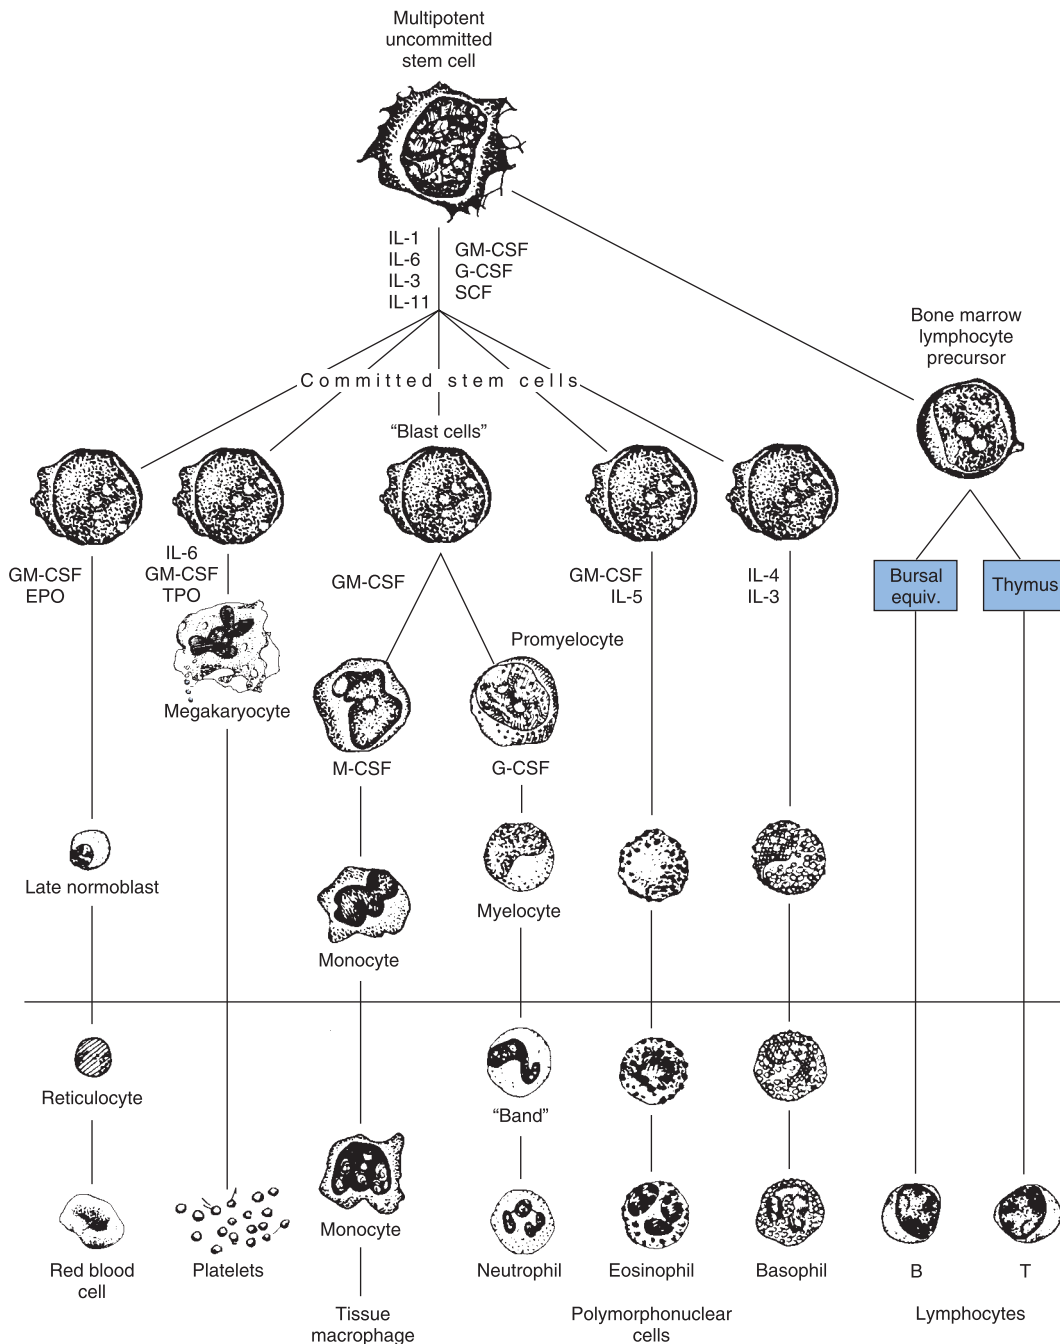 Multipotent
uncommitted
stem cell
IL-1
IL-6
IL-3
IL-11
GM-CSF
G-CSF
SCF
Bone marrow
lymphocyte
precursor
Committed stem cells
“Blast cells”
GM-CSF
EPO
IL-6
GM-CSF
TPO
GM-CSF
GM-CSF
IL-5
IL-4
IL-3
Bursal
equiv.
Thymus
Promyelocyte
Megakaryocyte
M-CSF
G-CSF
Late normoblast
Myelocyte
Monocyte
Reticulocyte
“Band”
Monocyte
Red blood
cell
Platelets
Neutrophil
Eosinophil
Basophil
B
T
Tissue
macrophage
Polymorphonuclear
cells
Lymphocytes